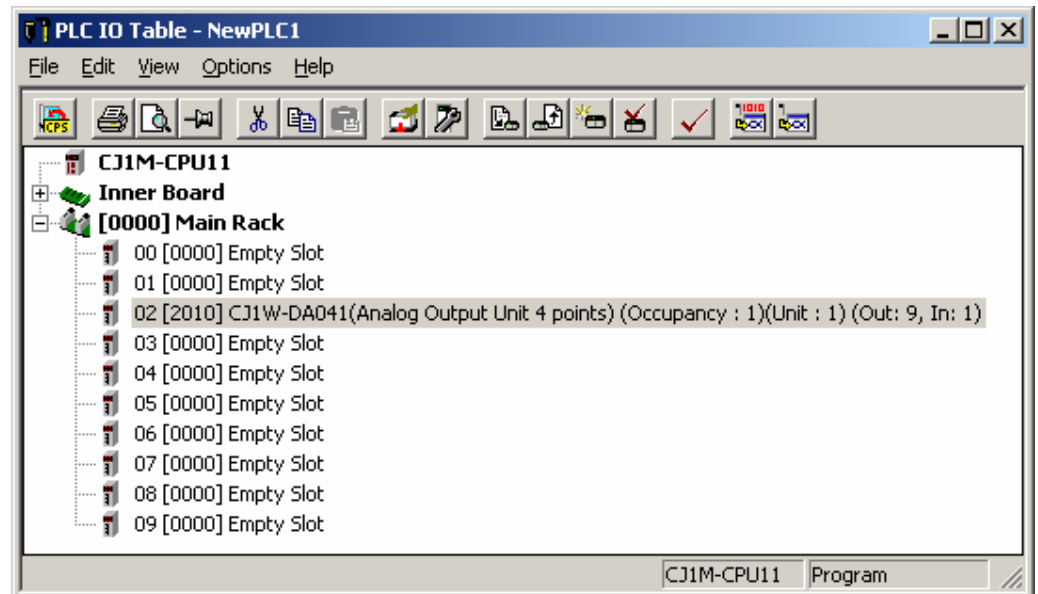 PLC IO Table - NewPLC1
File Edit View Options Help
CPS 1010
CJ1M-CPU11
Inner Board
[0000] Main Rack
00 [0000] Empty Slot
01 [0000] Empty Slot
02 [2010] CJ1W-DA041(Analog Output Unit 4 points) (Occupancy : 1)(Unit : 1) (Out: 9, In: 1)
03 [0000] Empty Slot
04 [0000] Empty Slot
05 [0000] Empty Slot
06 [0000] Empty Slot
07 [0000] Empty Slot
08 [0000] Empty Slot
09 [0000] Empty Slot
CJ1M-CPU11 Program